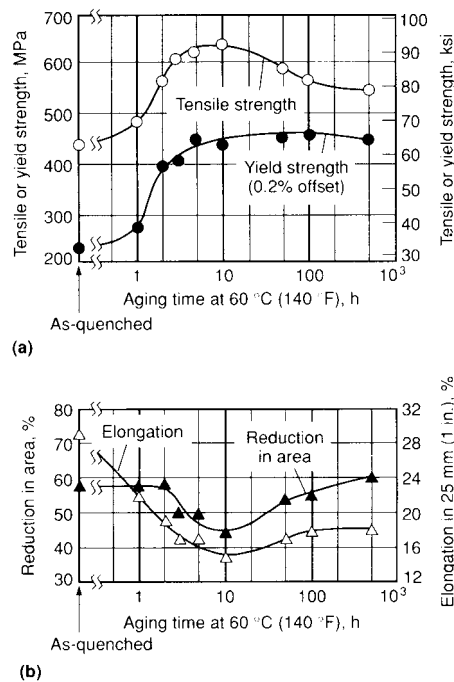 Tensile or yield strength, MPa
700
600
500
400
300
200
Tensile strength
Yield strength
(0.2% offset)
100
90
80
70
60
50
40
30
Tensile or yield strength, ksi
1 10 100 10³
Aging time at 60 °C (140 °F), h
As-quenched
(a)
Reduction in area, %
80
70
60
50
40
30
Elongation
Reduction
in area
32
28
24
20
16
12
Elongation in 25 mm (1 in.), %
1 10 100 10³
Aging time at 60 °C (140 °F), h
As-quenched
(b)